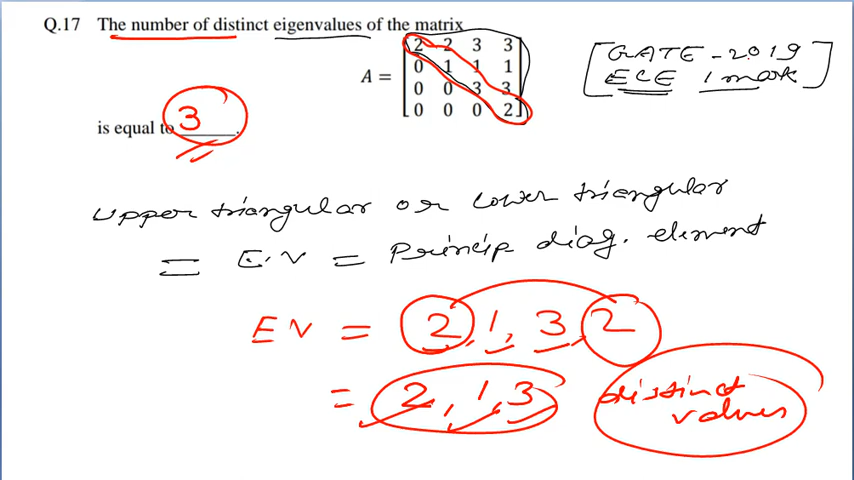 Q.17 The number of distinct eigenvalues of the matrix
2 2 3 3
0 1 1 1
A =
0 0 3 3
0 0 0 2
is equal to 3.
[GATE-2019
ECE 1 mark]
Upper triangular or Lower triangular
= E.V = Princip diag. element
EV = 2, 1, 3, 2
= 2, 1, 3
distinct
values